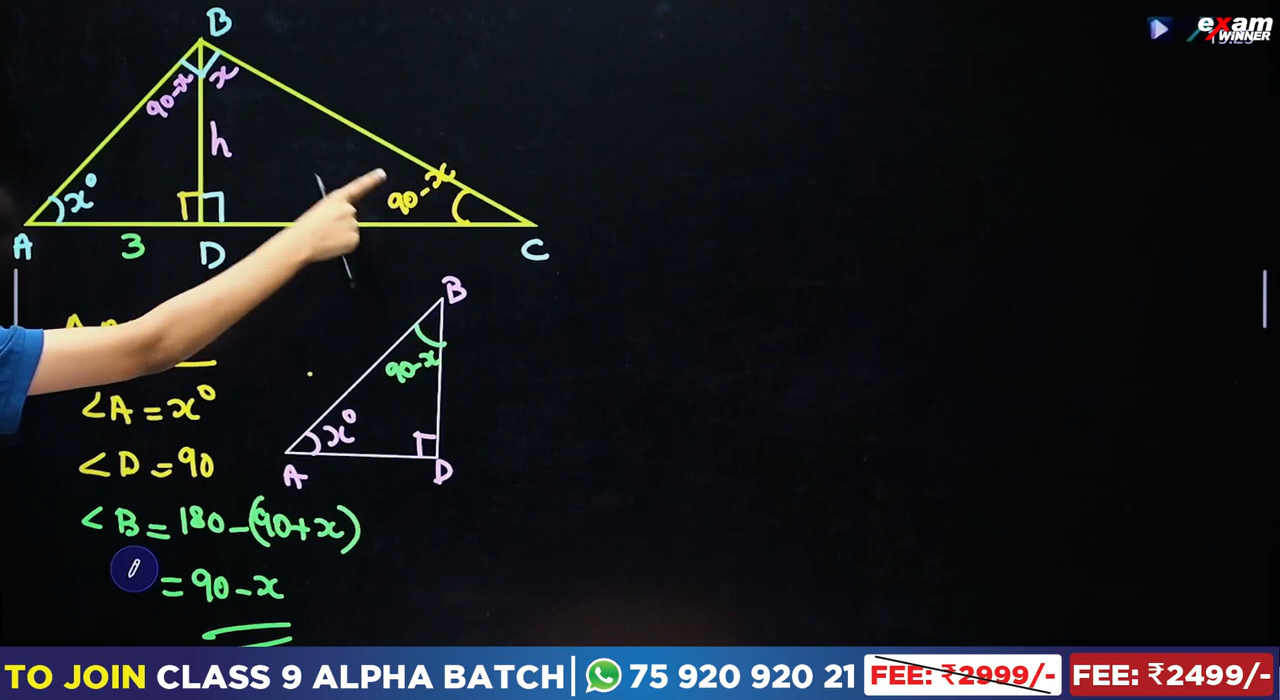 exam
WiNNER
B
90-x
x
h
x°
90-x
A
3
D
C
B
90-x
x°
A
D
<A = x°
<D = 90
<B = 180-(90+x)
= 90-x
TO JOIN CLASS 9 ALPHA BATCH| 75 920 920 21 FEE: ₹2999/- FEE: ₹2499/-